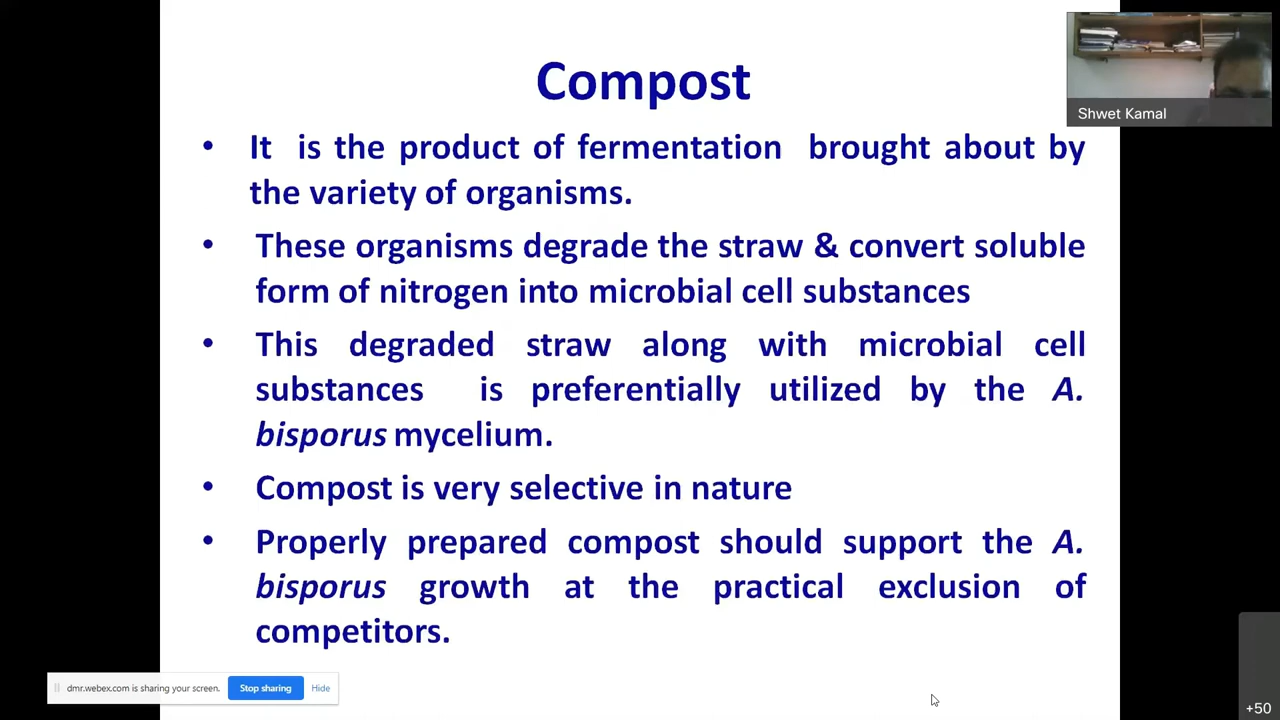 Compost
Shwet Kamal
• It is the product of fermentation brought about by
the variety of organisms.
• These organisms degrade the straw & convert soluble
form of nitrogen into microbial cell substances
• This degraded straw along with microbial cell
substances is preferentially utilized by the A.
bisporus mycelium.
• Compost is very selective in nature
• Properly prepared compost should support the A.
bisporus growth at the practical exclusion of
competitors.
dmr.webex.com is sharing your screen. Stop sharing Hide
+50